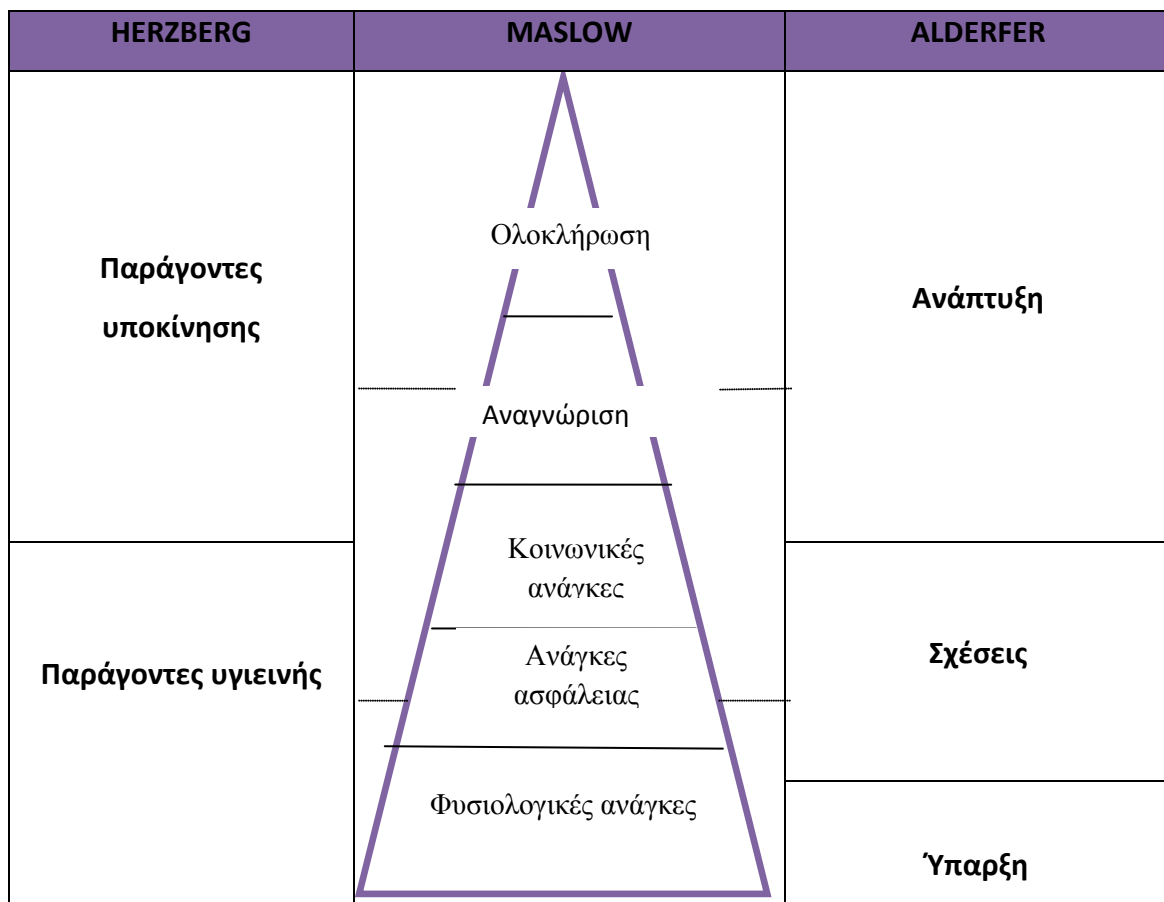 HERZBERG
MASLOW
ALDERFER
Παράγοντες
υποκίνησης
Παράγοντες υγιεινής
Ολοκλήρωση
Αναγνώριση
Κοινωνικές
ανάγκες
Ανάγκες
ασφάλειας
Φυσιολογικές ανάγκες
Ανάπτυξη
Σχέσεις
Ύπαρξη